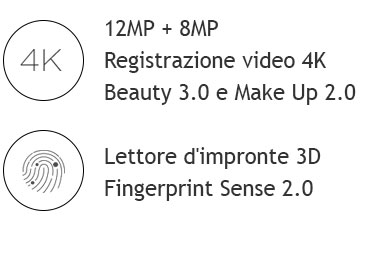 4K
12MP + 8MP
Registrazione video 4K
Beauty 3.0 e Make Up 2.0
Lettore d'impronte 3D
Fingerprint Sense 2.0